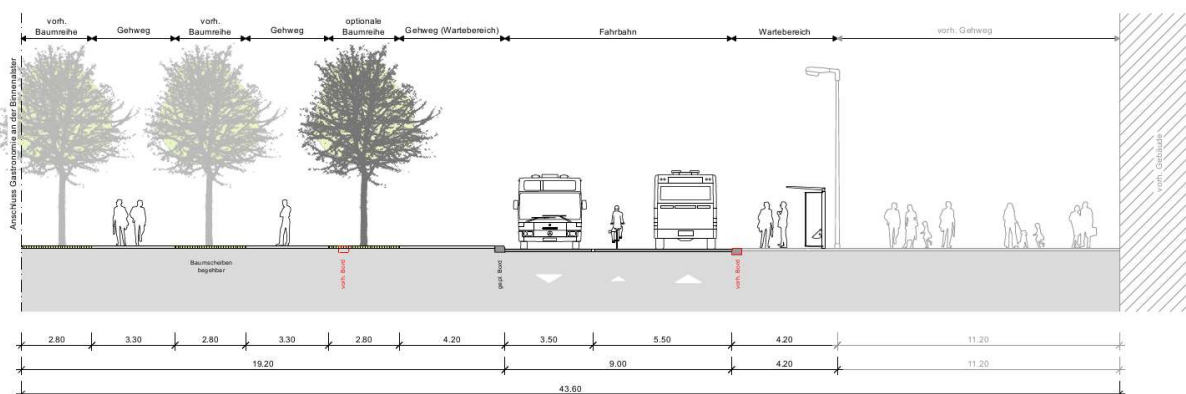 vorh.
Baumreihe
Gehweg
vorh.
Baumreihe
Gehweg
optionale
Baumreihe
Gehweg (Wartebereich)
Fahrbahn
Wartebereich
vorh. Gehweg
Anschluss Gastronomie an der Binnenalster
vorh. Gebäude
Baumscheiben
begehbar
vorh. Bord
gepl. Bord
vorh. Bord
2.80 3.30 2.80 3.30 2.80 4.20 3.50 5.50 4.20 11.20
19.20 9.00 4.20 11.20
43.60